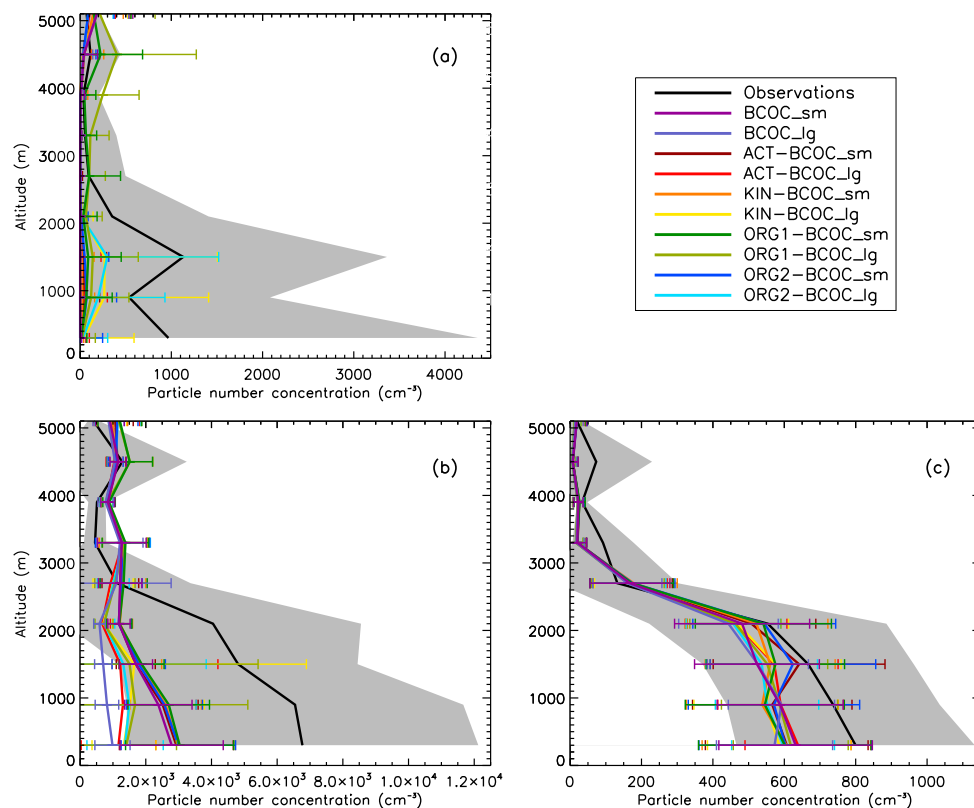 5000
4000
3000
2000
1000
0
Altitude (m)
(a)
0 1000 2000 3000 4000
Particle number concentration (cm⁻³)
Observations
BCOC_sm
BCOC_lg
ACT-BCOC_sm
ACT-BCOC_lg
KIN-BCOC_sm
KIN-BCOC_lg
ORG1-BCOC_sm
ORG1-BCOC_lg
ORG2-BCOC_sm
ORG2-BCOC_lg
5000
4000
3000
2000
1000
0
Altitude (m)
(b)
0 2.0×10³ 4.0×10³ 6.0×10³ 8.0×10³ 1.0×10⁴ 1.2×10⁴
Particle number concentration (cm⁻³)
5000
4000
3000
2000
1000
0
Altitude (m)
(c)
0 200 400 600 800 1000
Particle number concentration (cm⁻³)